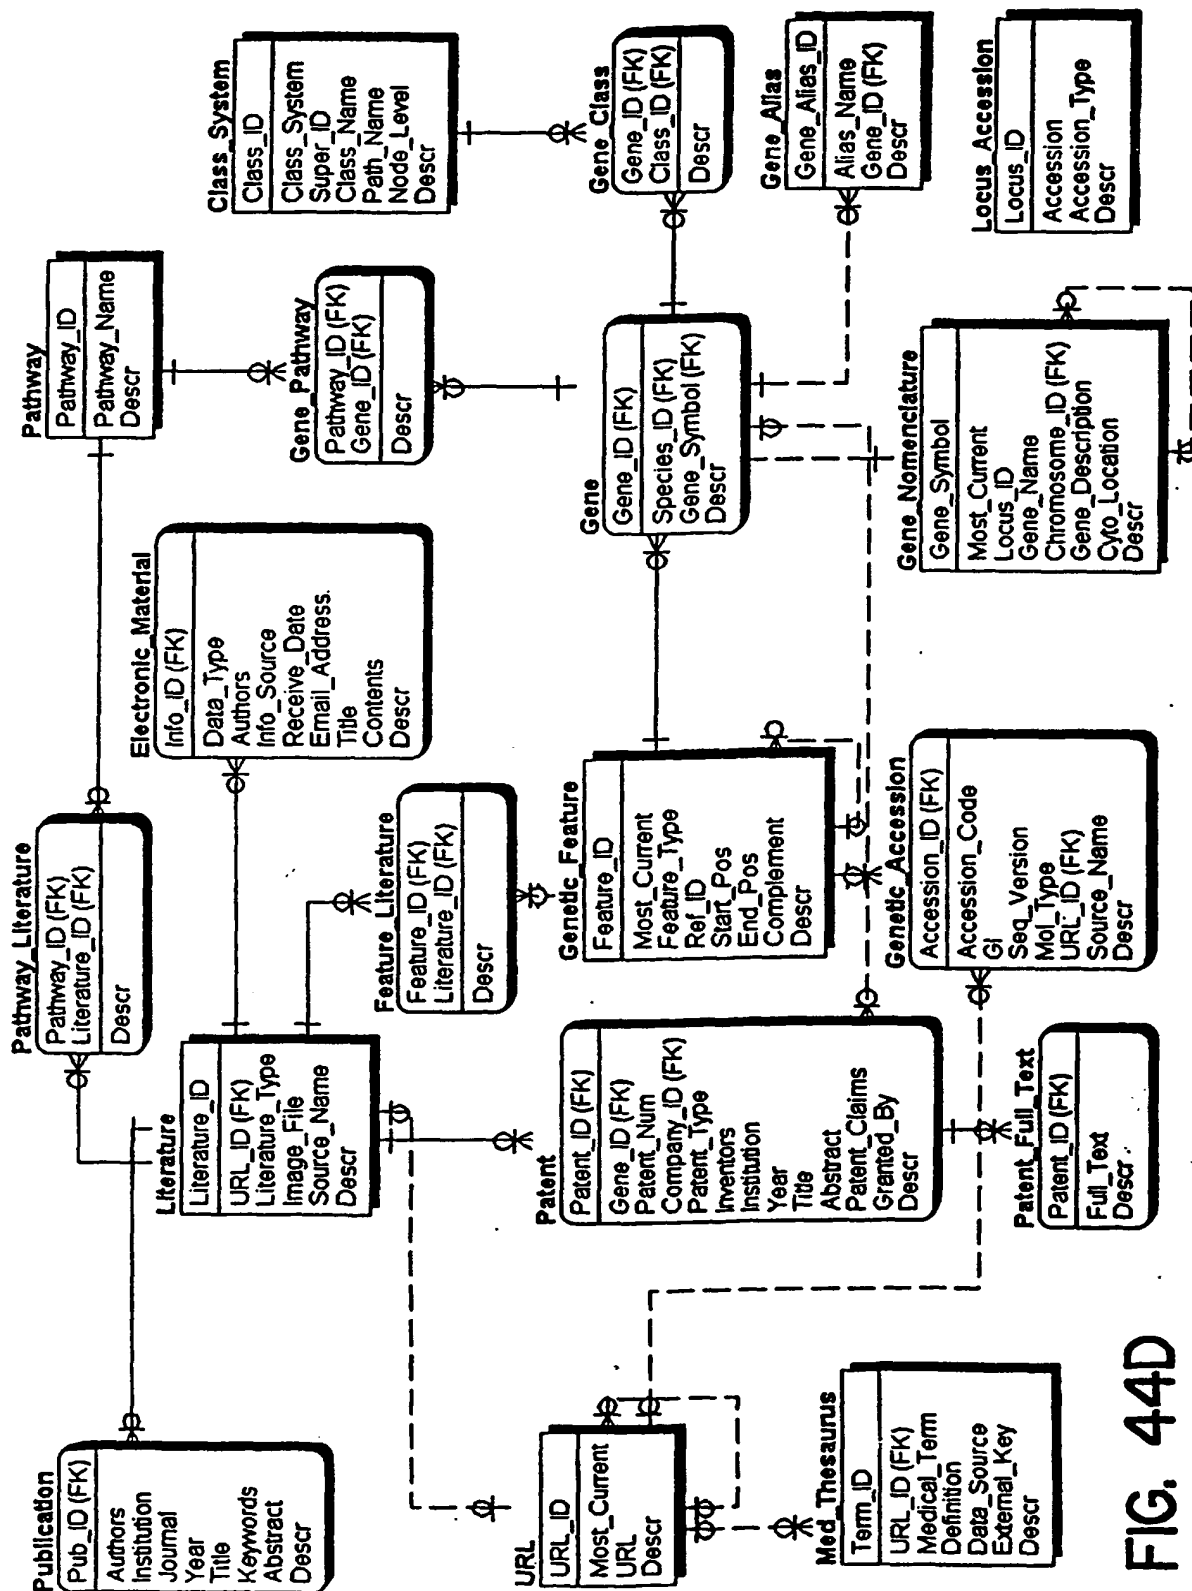 Publication
Pub_ID (FK)
Authors
Institution
Journal
Year
Title
Keywords
Abstract
Descr
Pathway_Literature
Pathway_ID (FK)
Literature_ID (FK)
Descr
Pathway
Pathway_ID
Pathway_Name
Descr
Literature
Literature_ID
URL_ID (FK)
Literature_Type
Image_File
Source_Name
Descr
Electronic_Material
Info_ID (FK)
Data_Type
Authors
Info_Source
Receive_Date
Email_Address.
Title
Contents
Descr
Gene_Pathway
Pathway_ID (FK)
Gene_ID (FK)
Descr
Class_System
Class_ID
Class_System
Super_ID
Class_Name
Path_Name
Node_Level
Descr
Feature_Literature
Feature_ID (FK)
Literature_ID (FK)
Descr
URL
URL_ID
Most_Current
URL
Descr
Patent
Patent_ID (FK)
Gene_ID (FK)
Patent_Num
Company_ID (FK)
Patent_Type
Inventors
Institution
Year
Title
Abstract
Patent_Claims
Granted_By
Descr
Genetic_Feature
Feature_ID
Most_Current
Feature_Type
Ref_ID
Start_Pos
End_Pos
Complement
Descr
Gene
Gene_ID (FK)
Species_ID (FK)
Gene_Symbol (FK)
Descr
Gene_Class
Gene_ID (FK)
Class_ID (FK)
Descr
Gene_Alias
Gene_Alias_ID
Alias_Name
Gene_ID (FK)
Descr
Med_Thesaurus
Term_ID
URL_ID (FK)
Medical_Term
Definition
Data_Source
External_Key
Descr
Patent_Full_Text
Patent_ID (FK)
Full_Text
Descr.
Genetic_Accession
Accession_ID (FK)
Accession_Code
GI
Seq_Version
Mol_Type
URL_ID (FK)
Source_Name
Descr
Gene_Nomenclature
Gene_Symbol
Most_Current
Locus_ID
Gene_Name
Chromosome_ID (FK)
Gene_Description
Cyto_Location
Descr
Locus_Accession
Locus_ID
Accession
Accession_Type
Descr
FIG. 44D